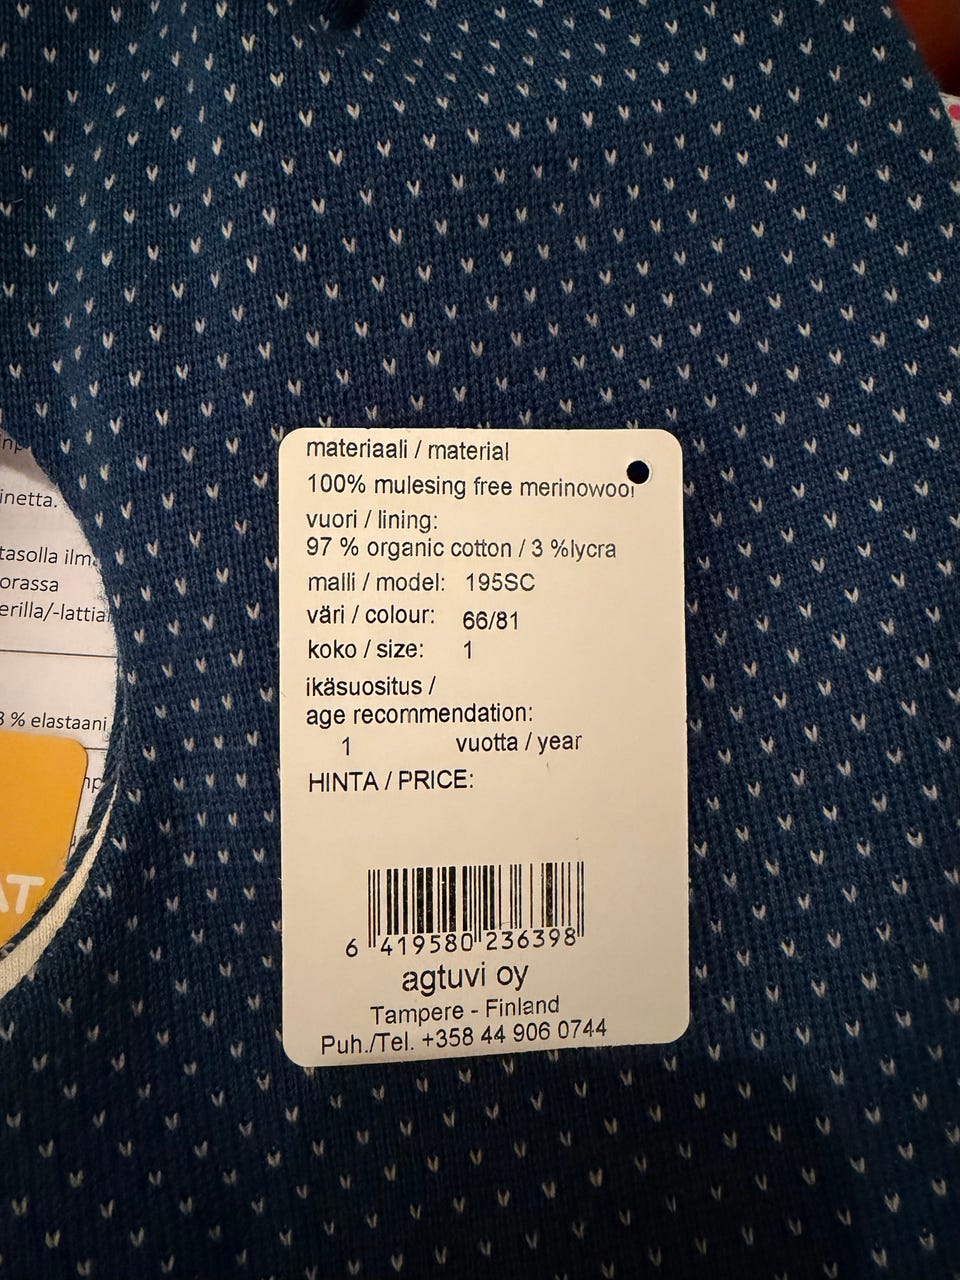 materiaali / material
100% mulesing free merinowool
vuori / lining:
97 % organic cotton / 3 %lycra
malli / model: 195SC
väri / colour: 66/81
koko / size: 1
ikäsuositus /
age recommendation:
1 vuotta / year
HINTA / PRICE:
6 419580 236398
agtuvi oy
Tampere - Finland
Puh./Tel. +358 44 906 0744
inetta.
tasolla ilma
orassa
erilla/-lattia
3 % elastaani
AT